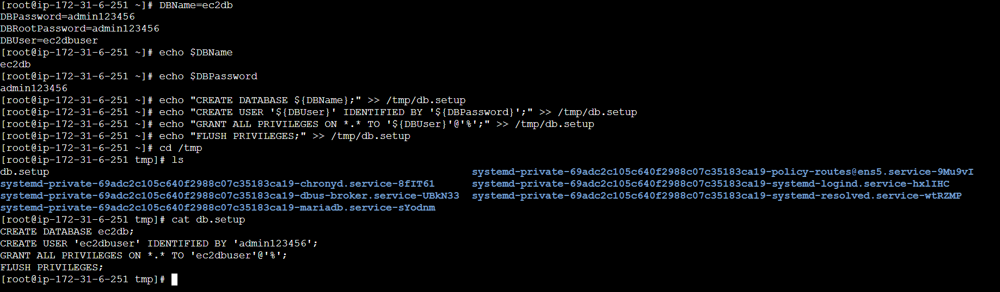 [root@ip-172-31-6-251 ~]# DBName=ec2db
DBPassword=admin123456
DBRootPassword=admin123456
DBUser=ec2dbuser
[root@ip-172-31-6-251 ~]# echo $DBName
ec2db
[root@ip-172-31-6-251 ~]# echo $DBPassword
admin123456
[root@ip-172-31-6-251 ~]# echo "CREATE DATABASE ${DBName};" >> /tmp/db.setup
[root@ip-172-31-6-251 ~]# echo "CREATE USER '${DBUser}' IDENTIFIED BY '${DBPassword}';" >> /tmp/db.setup
[root@ip-172-31-6-251 ~]# echo "GRANT ALL PRIVILEGES ON *.* TO '${DBUser}'@'%';" >> /tmp/db.setup
[root@ip-172-31-6-251 ~]# echo "FLUSH PRIVILEGES;" >> /tmp/db.setup
[root@ip-172-31-6-251 ~]# cd /tmp
[root@ip-172-31-6-251 tmp]# ls
db.setup systemd-private-69adc2c105c640f2988c07c35183ca19-policy-routes@ens5.service-9Mu9vI
systemd-private-69adc2c105c640f2988c07c35183ca19-chronyd.service-8fIT61 systemd-private-69adc2c105c640f2988c07c35183ca19-systemd-logind.service-hxlIHC
systemd-private-69adc2c105c640f2988c07c35183ca19-dbus-broker.service-UBkN33 systemd-private-69adc2c105c640f2988c07c35183ca19-systemd-resolved.service-wtRZMP
systemd-private-69adc2c105c640f2988c07c35183ca19-mariadb.service-sYodnm
[root@ip-172-31-6-251 tmp]# cat db.setup
CREATE DATABASE ec2db;
CREATE USER 'ec2dbuser' IDENTIFIED BY 'admin123456';
GRANT ALL PRIVILEGES ON *.* TO 'ec2dbuser'@'%';
FLUSH PRIVILEGES;
[root@ip-172-31-6-251 tmp]#